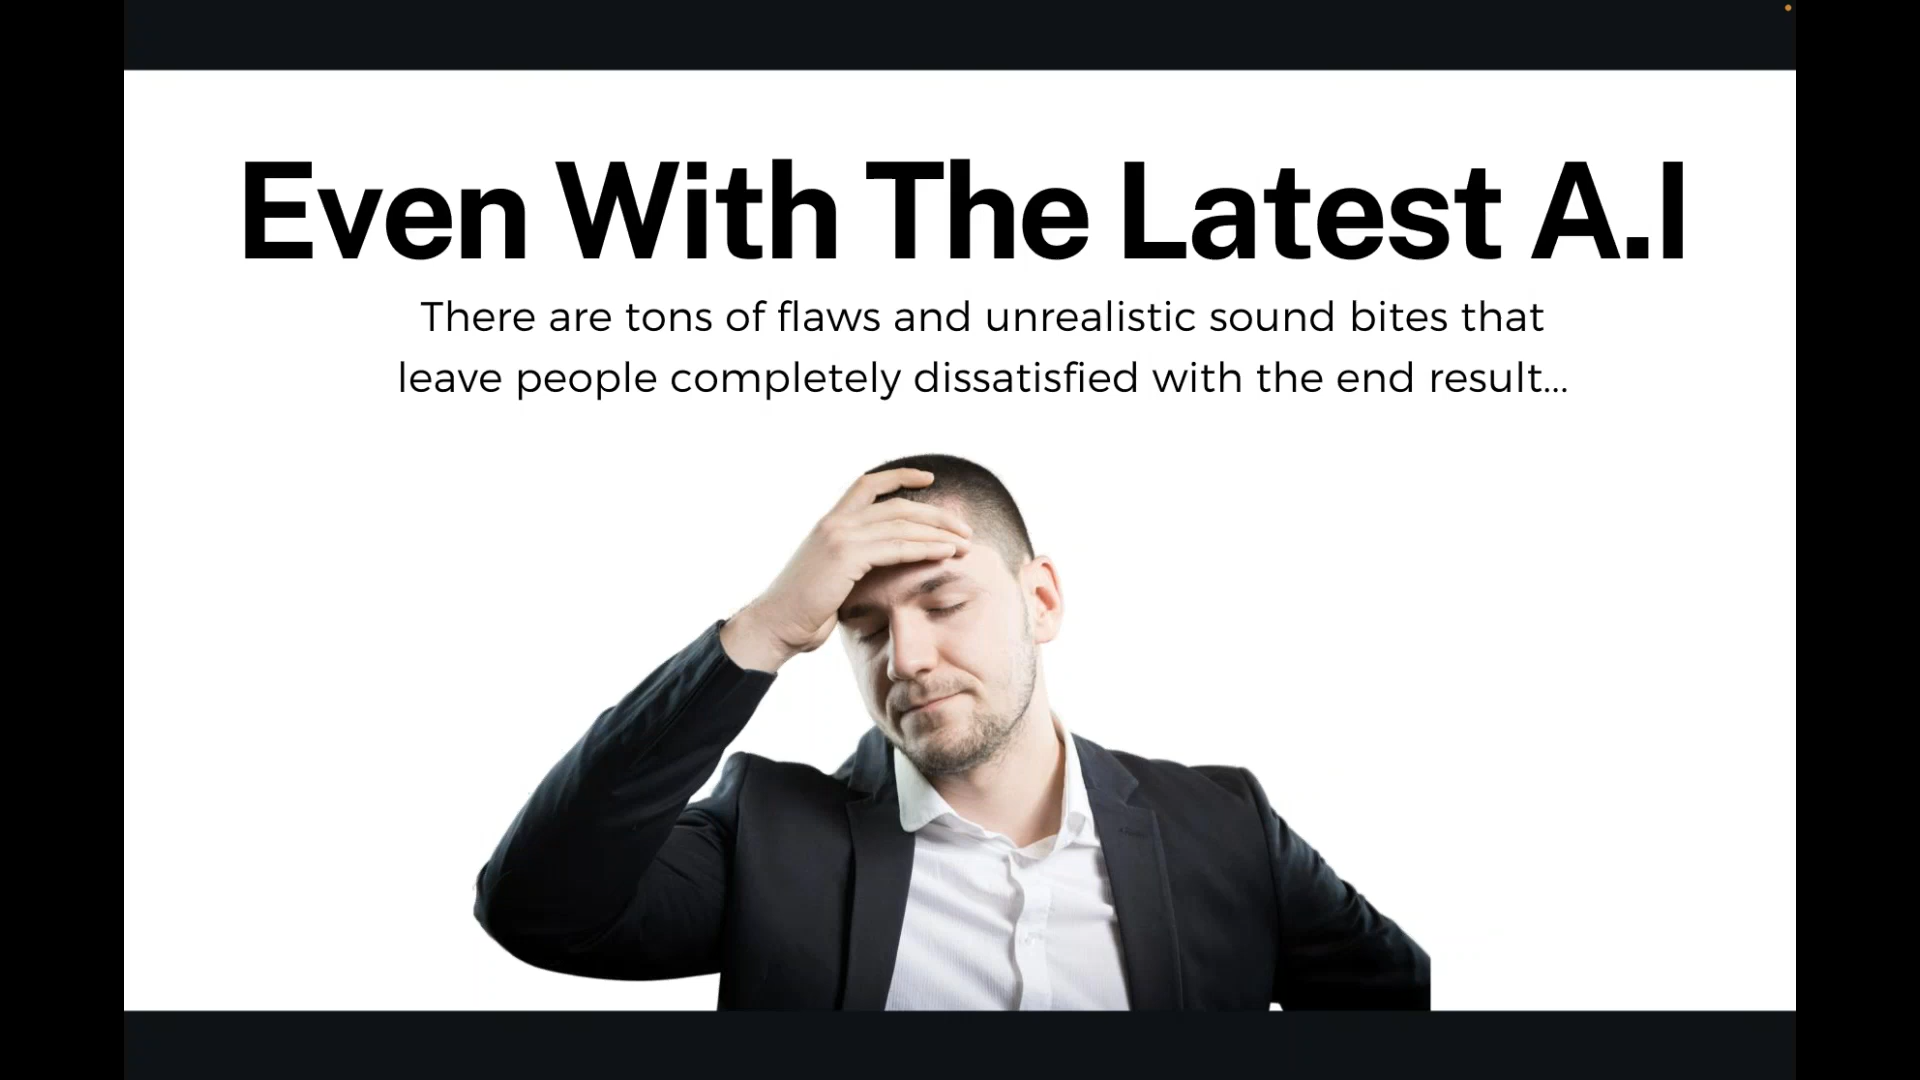 Even With The Latest A.I
There are tons of flaws and unrealistic sound bites that
leave people completely dissatisfied with the end result...